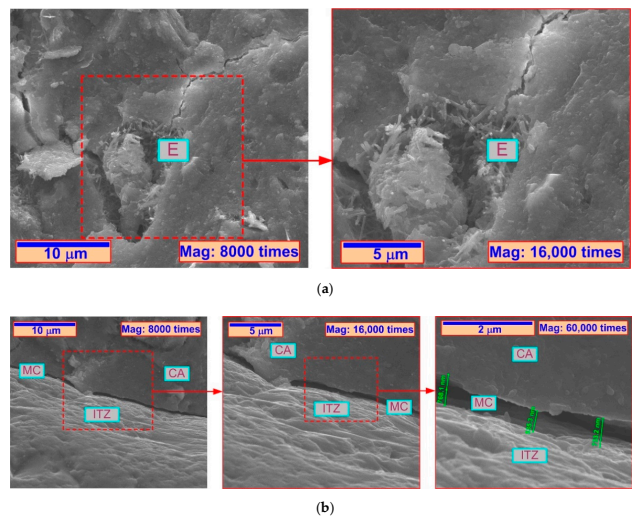 E
E
10 µm
Mag: 8000 times
5 µm
Mag: 16,000 times
(a)
10 µm
Mag: 8000 times
5 µm
Mag: 16,000 times
2 µm
Mag: 60,000 times
MC
CA
ITZ
CA
ITZ
MC
CA
MC
ITZ
(b)